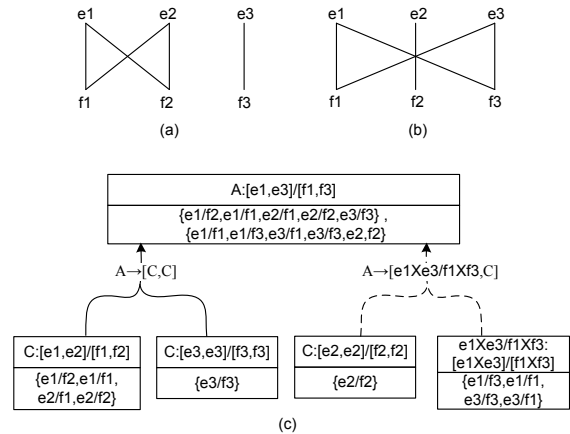 e1 e2 e3 e1 e2 e3
f1 f2 f3 f1 f2 f3
(a) (b)
A:[e1,e3]/[f1,f3]
{e1/f2,e1/f1,e2/f1,e2/f2,e3/f3} ,
{e1/f1,e1/f3,e3/f1,e3/f3,e2,f2}
A→[C,C] A→[e1Xe3/f1Xf3,C]
C:[e1,e2]/[f1,f2]
{e1/f2,e1/f1,
e2/f1,e2/f2}
C:[e3,e3]/[f3,f3]
{e3/f3}
C:[e2,e2]/[f2,f2]
{e2/f2}
e1Xe3/f1Xf3:
[e1Xe3]/[f1Xf3]
{e1/f3,e1/f1,
e3/f3,e3/f1}
(c)